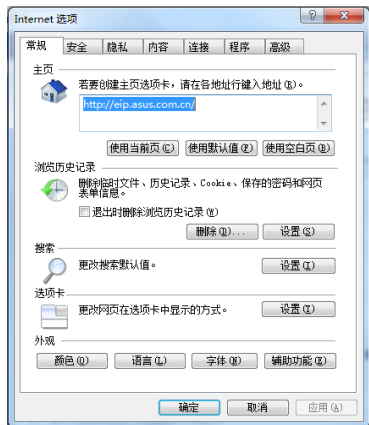 Internet 选项
常规 安全 隐私 内容 连接 程序 高级
主页
若要创建主页选项卡，请在各地址行键入地址(R)。
http://eip.asus.com.cn/
使用当前页(C) 使用默认值(F) 使用空白页(B)
浏览历史记录
删除临时文件、历史记录、Cookie、保存的密码和网页
表单信息。
退出时删除浏览历史记录(W)
删除(D)... 设置(S)
搜索
更改搜索默认值。 设置(I)
选项卡
更改网页在选项卡中显示的方式。 设置(T)
外观
颜色(O) 语言(L) 字体(N) 辅助功能(E)
确定 取消 应用(A)